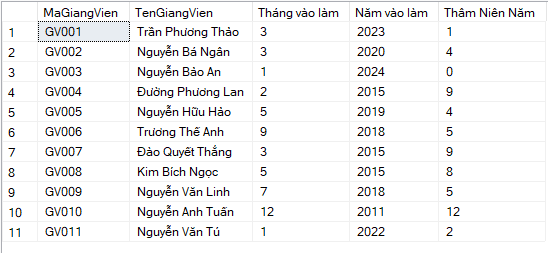 MaGiangVien TenGiangVien Tháng vào làm Năm vào làm Thâm Niên Năm
1 GV001 Trần Phương Thảo 3 2023 1
2 GV002 Nguyễn Bá Ngân 3 2020 4
3 GV003 Nguyễn Bảo An 1 2024 0
4 GV004 Đường Phương Lan 2 2015 9
5 GV005 Nguyễn Hữu Hảo 5 2019 4
6 GV006 Trương Thế Anh 9 2018 5
7 GV007 Đào Quyết Thắng 3 2015 9
8 GV008 Kim Bích Ngọc 5 2015 8
9 GV009 Nguyễn Văn Linh 7 2018 5
10 GV010 Nguyễn Anh Tuấn 12 2011 12
11 GV011 Nguyễn Văn Tú 1 2022 2